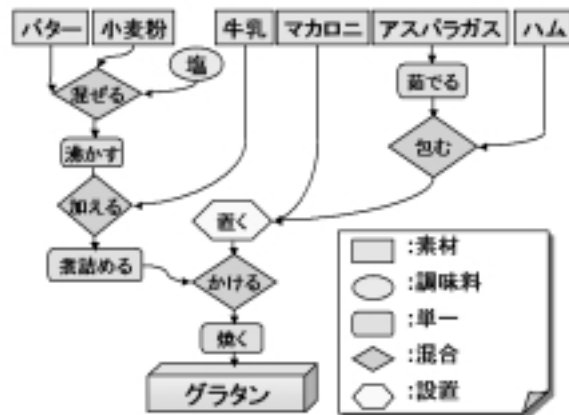 バター 小麦粉 牛乳 マカロニ アスパラガス ハム
塩
混ぜる
茹でる
沸かす
包む
加える
置く
煮詰める
かける
焼く
グラタン
:素材
:調味料
:単一
:混合
:設置